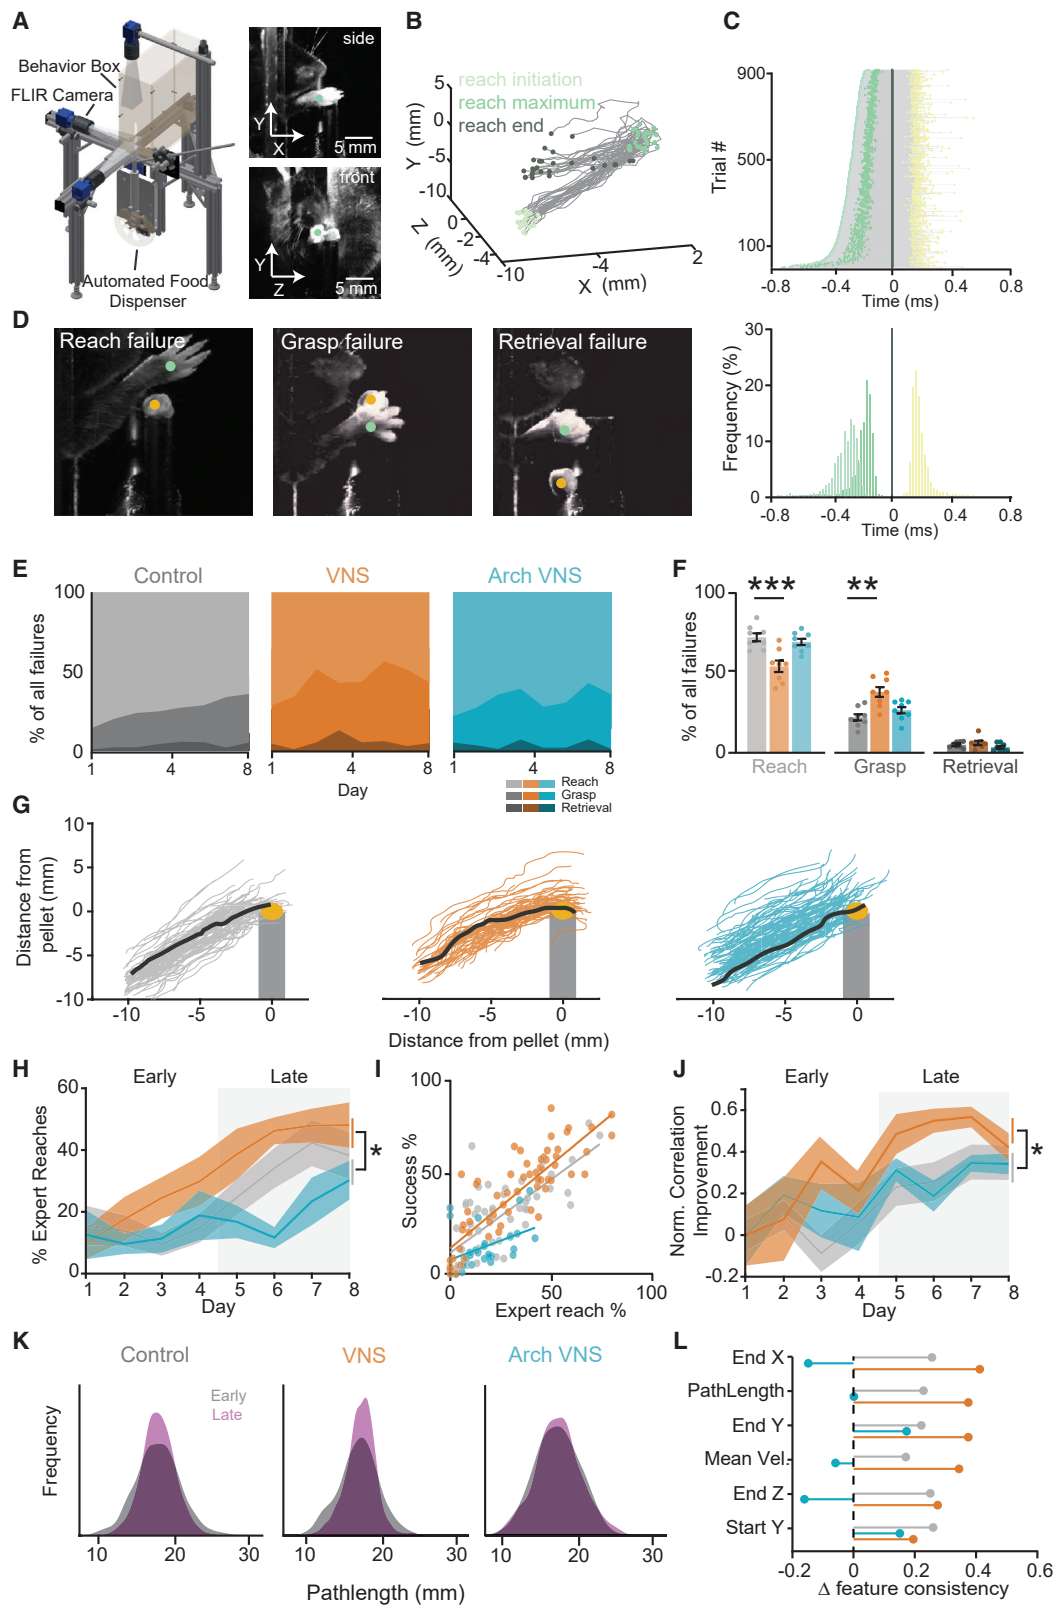 A
Behavior Box
FLIR Camera
Automated Food
Dispenser
side
Y
X
5 mm
front
Y
Z
5 mm
B
reach initiation
reach maximum
reach end
5
0
-5
-10
Y (mm)
0
-2
-4
Z (mm)
-10
-4
2
X (mm)
C
900
500
100
Trial #
-0.8
-0.4
0
0.4
0.8
Time (ms)
30
20
10
0
Frequency (%)
-0.8
-0.4
0
0.4
0.8
Time (ms)
D
Reach failure
Grasp failure
Retrieval failure
E
Control
VNS
Arch VNS
100
50
0
% of all failures
1
4
8
1
4
8
1
4
8
Day
Reach
Grasp
Retrieval
F
100
50
0
% of all failures
***
**
Reach
Grasp
Retrieval
G
10
5
0
-5
-10
Distance from
pellet (mm)
-10
-5
0
-10
-5
0
-10
-5
0
Distance from pellet (mm)
H
Early
Late
60
40
20
0
% Expert Reaches
*
1
2
3
4
5
6
7
8
Day
I
100
50
0
Success %
0
50
100
Expert reach %
J
Early
Late
0.6
0.4
0.2
0
-0.2
Norm. Correlation
Improvement
*
1
2
3
4
5
6
7
8
Day
K
Control
VNS
Arch VNS
Early
Late
Frequency
10
20
30
10
20
30
10
20
30
Pathlength (mm)
L
End X
PathLength
End Y
Mean Vel.
End Z
Start Y
-0.2
0
0.2
0.4
0.6
Δ feature consistency